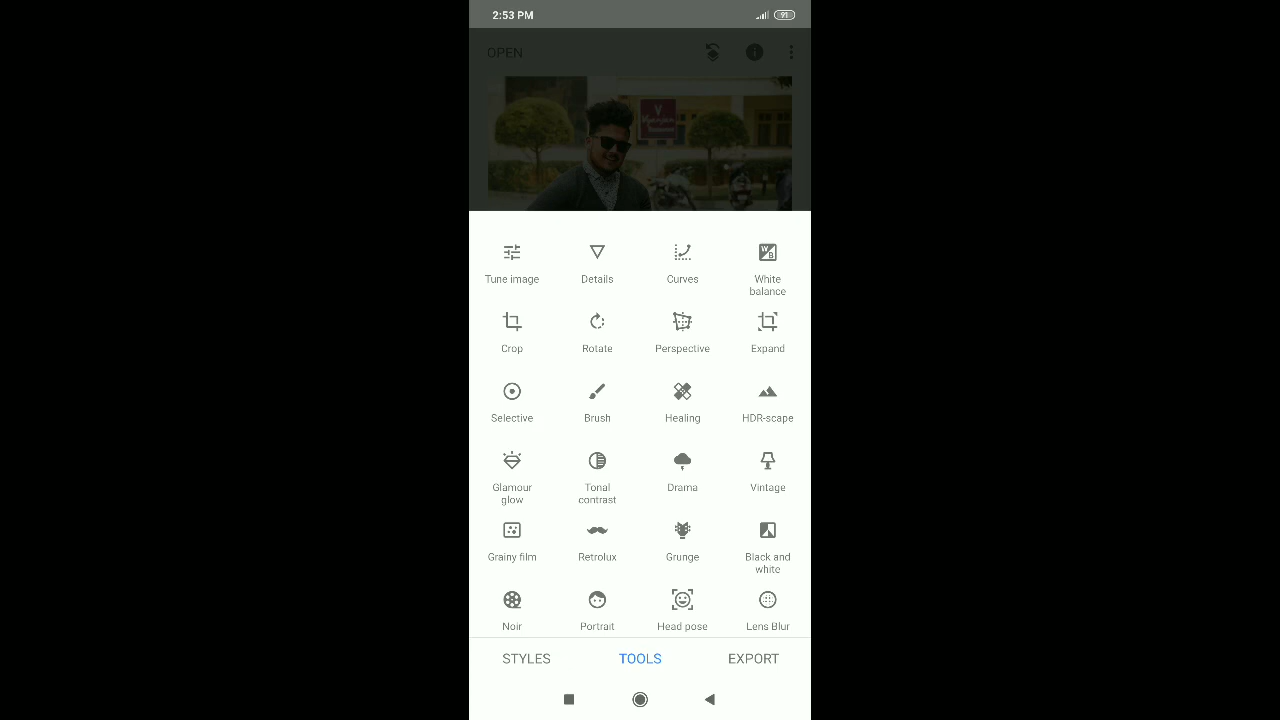 2:53 PM
91
OPEN
V
Vyanjan
Tune image
Details
Curves
White
balance
Crop
Rotate
Perspective
Expand
Selective
Brush
Healing
HDR-scape
Glamour
glow
Tonal
contrast
Drama
Vintage
Grainy film
Retrolux
Grunge
Black and
white
Noir
Portrait
Head pose
Lens Blur
STYLES
TOOLS
EXPORT